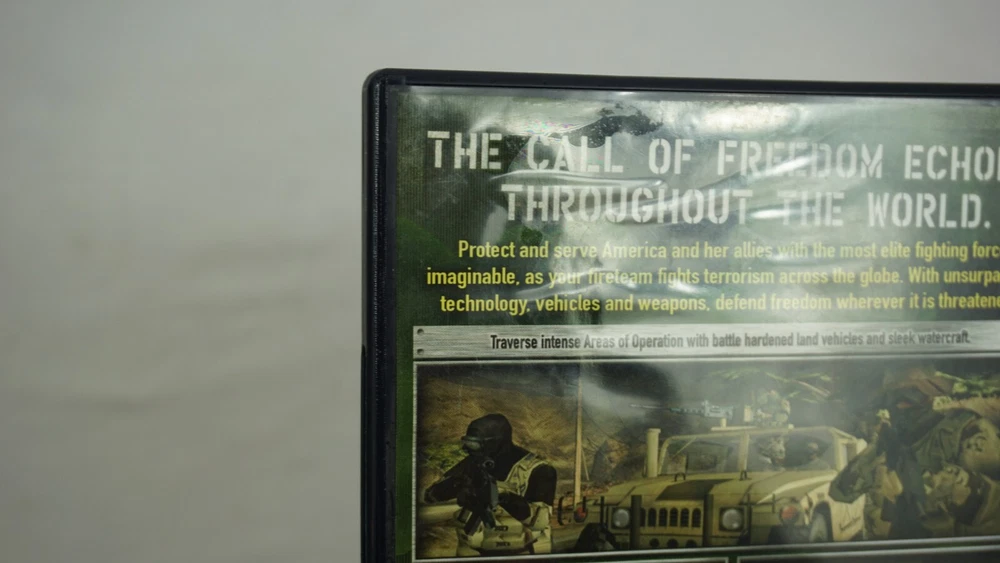 THE CALL OF FREEDOM ECHO
THROUGHOUT THE WORLD.
Protect and serve America and her allies with the most elite fighting forc
imaginable, as your fireteam fights terrorism across the globe. With unsurpa
technology, vehicles and weapons, defend freedom wherever it is threatene
Traverse intense Areas of Operation with battle hardened land vehicles and sleek watercraft.